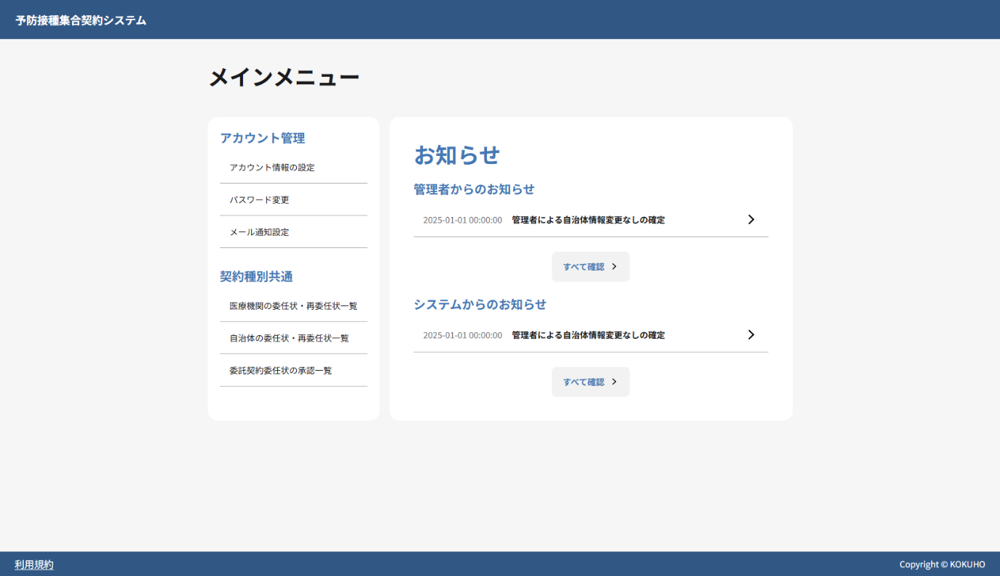 予防接種集合契約システム
メインメニュー
アカウント管理
アカウント情報の設定
パスワード変更
メール通知設定
契約種別共通
医療機関の委任状・再委任状一覧
自治体の委任状・再委任状一覧
委託契約委任状の承認一覧
お知らせ
管理者からのお知らせ
2025-01-01 00:00:00 管理者による自治体情報変更なしの確定
すべて確認
システムからのお知らせ
2025-01-01 00:00:00 管理者による自治体情報変更なしの確定
すべて確認
利用規約
Copyright © KOKUHO